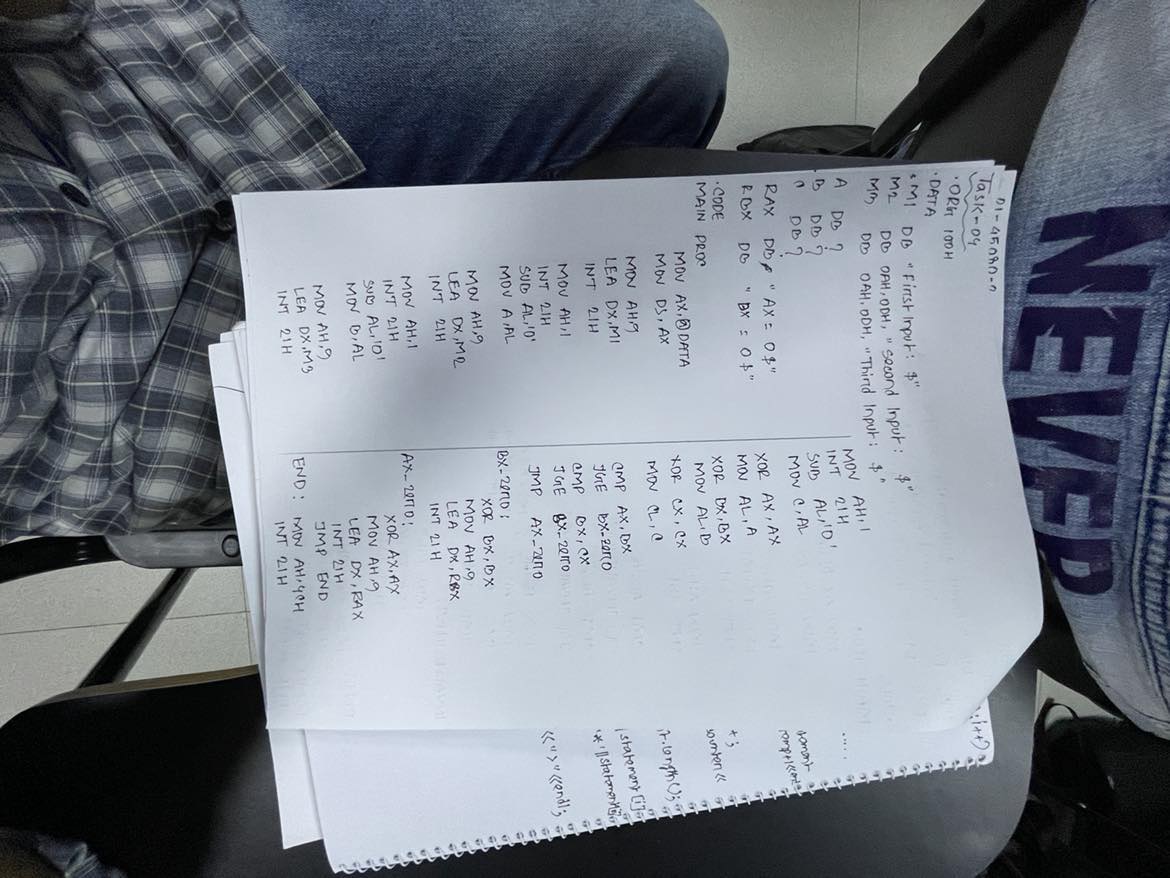 NEVER
Task-04
.ORG 100H
.DATA
M1 DB "First Input: $"
M2 DB 0AH,0DH, "Second Input: $"
M3 DB 0AH,0DH, "Third Input: $"
A DB ?
B DB ?
C DB ?
RAX DB "AX = 0$"
RBX DB "BX = 0$"
.CODE
MAIN PROC
MOV AX,@DATA
MOV DS,AX
MOV AH,9
LEA DX,M1
INT 21H
MOV AH,1
INT 21H
SUB AL,'0'
MOV A,AL
MOV AH,9
LEA DX,M2
INT 21H
MOV AH,1
INT 21H
SUB AL,'0'
MOV B,AL
MOV AH,9
LEA DX,M3
INT 21H
MOV AH,1
INT 21H
SUB AL,'0'
MOV C,AL
XOR AX,AX
MOV AL,A
XOR BX,BX
MOV AL,B
XOR CX,CX
MOV CL,C
CMP AX,BX
JGE BX-zero
CMP BX,CX
JGE BX-zero
JMP AX-zero
BX-zero:
XOR BX,BX
MOV AH,9
LEA DX,RBX
INT 21H
AX-zero:
XOR AX,AX
MOV AH,9
LEA DX,RAX
INT 21H
JMP END
END: MOV AH,4CH
INT 21H
;i++)
+;
.length();
statement[i]
<<">"<<endl;